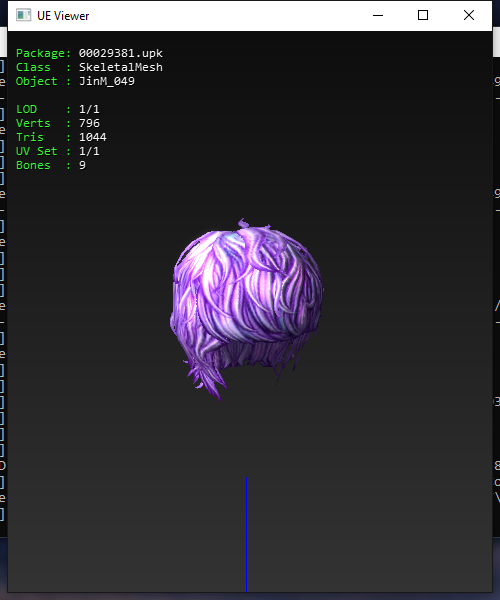 UE Viewer
Package: 00029381.upk
Class : SkeletalMesh
Object : JinM_049
LOD : 1/1
Verts : 796
Tris : 1044
UV Set : 1/1
Bones : 9